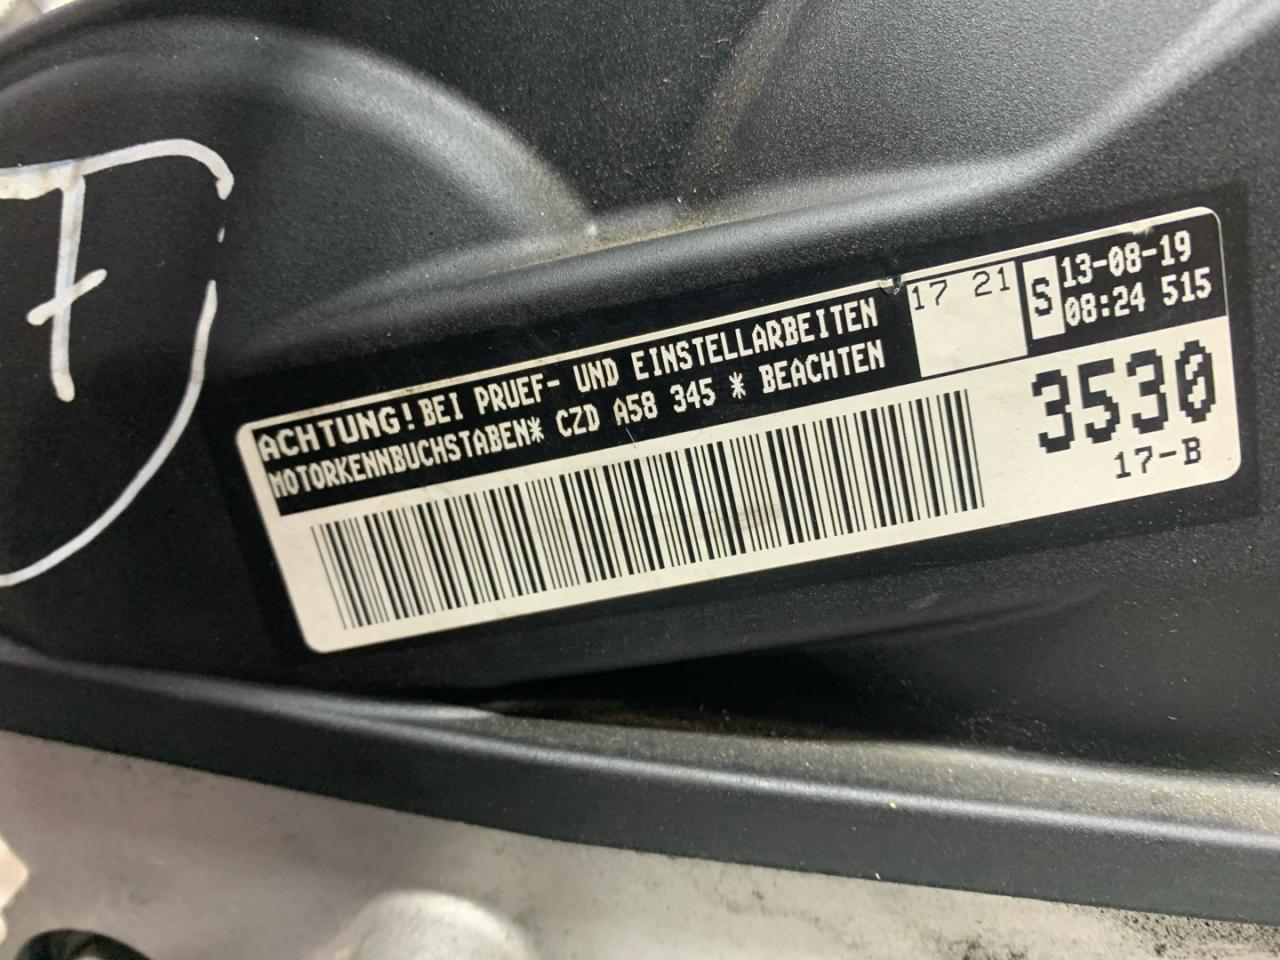 F
ACHTUNG! BEI PRUEF- UND EINSTELLARBEITEN
MOTORKENNBUCHSTABEN* CZD A58 345 * BEACHTEN
17 21
S
13-08-19
08:24 515
3530
17-B